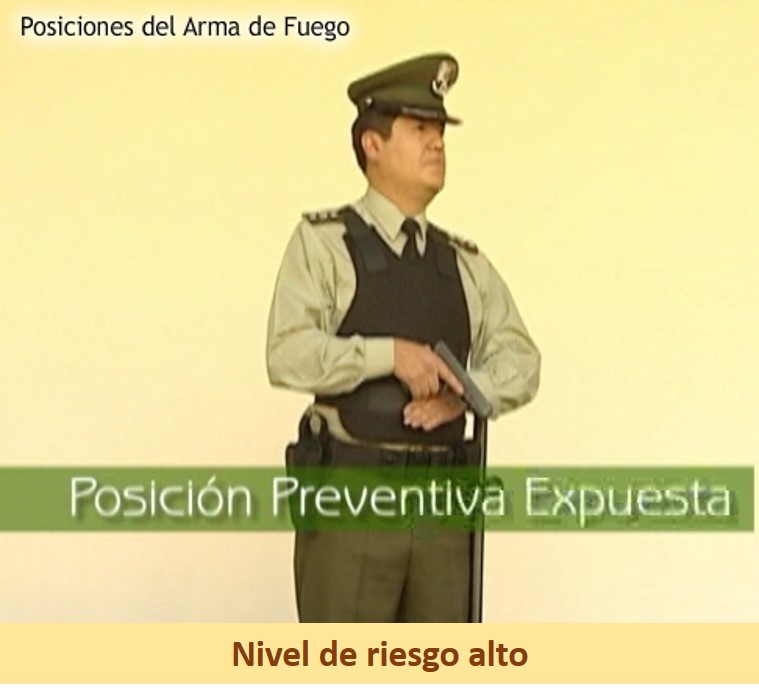 Posiciones del Arma de Fuego
Posición Preventiva Expuesta
Nivel de riesgo alto